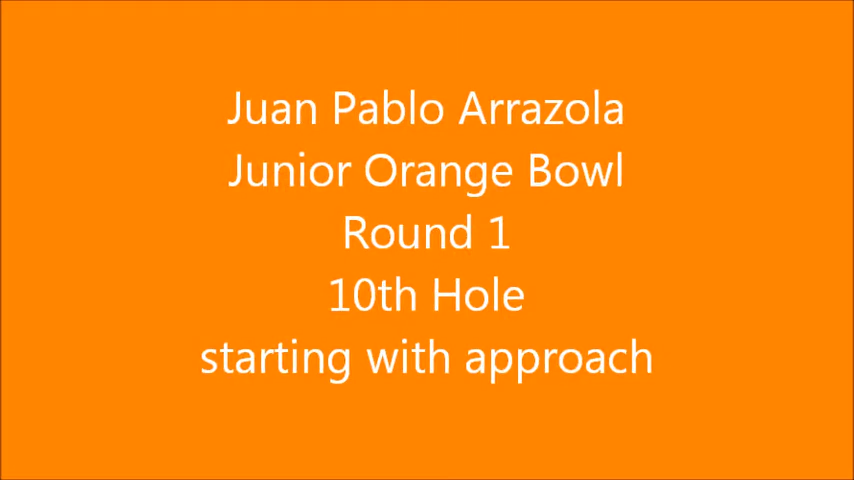 Juan Pablo Arrazola
Junior Orange Bowl
Round 1
10th Hole
starting with approach